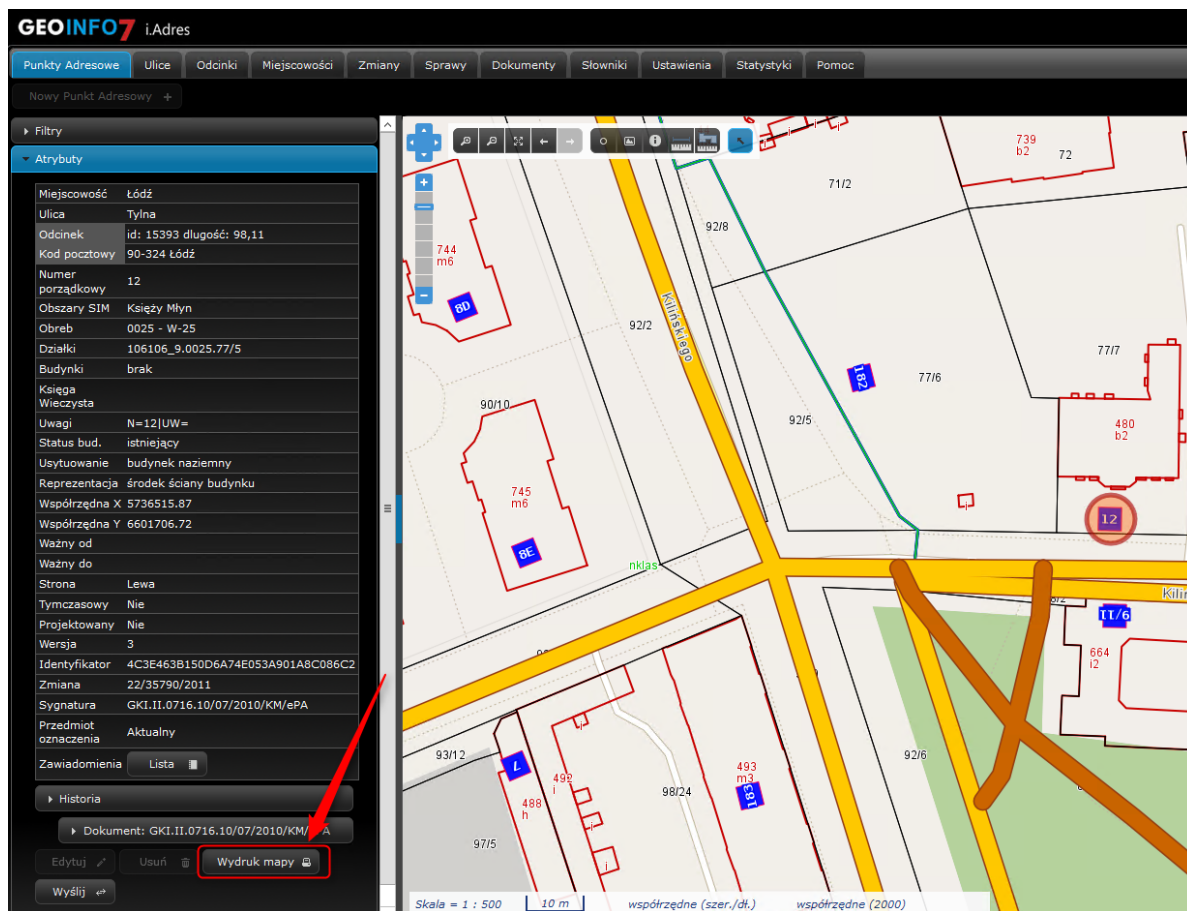 GEOINFO7 i.Adres
Punkty Adresowe Ulice Odcinki Miejscowości Zmiany Sprawy Dokumenty Słowniki Ustawienia Statystyki Pomoc
Nowy Punkt Adresowy +
Filtry
Atrybuty
Miejscowość Łódź
Ulica Tylna
Odcinek id: 15393 dlugość: 98,11
Kod pocztowy 90-324 Łódź
Numer
porządkowy 12
Obszary SIM Księży Młyn
Obreb 0025 - W-25
Działki 106106_9.0025.77/5
Budynki brak
Księga
Wieczysta
Uwagi N=12|UW=
Status bud. istniejący
Usytuowanie budynek naziemny
Reprezentacja środek ściany budynku
Współrzędna X 5736515.87
Współrzędna Y 6601706.72
Ważny od
Ważny do
Strona Lewa
Tymczasowy Nie
Projektowany Nie
Wersja 3
Identyfikator 4C3E463B150D6A74E053A901A8C086C2
Zmiana 22/35790/2011
Sygnatura GKI.II.0716.10/07/2010/KM/ePA
Przedmiot
oznaczenia Aktualny
Zawiadomienia Lista
Historia
Dokument: GKI.II.0716.10/07/2010/KM/
Edytuj Usuń Wydruk mapy
Wyślij
739
b2 72
71/2
92/8
744
m6
8D
92/2
Kilińskiego
77/7
182
77/6
90/10
92/5
480
b2
745
m6
i
12
8E
nklas
Kilin
9/11
664
i2
93/12
7
492
i
488
h
493
m3
183
98/24
92/6
97/5
i
i
Skala = 1 : 500 10 m współrzędne (szer./dł.) współrzędne (2000)